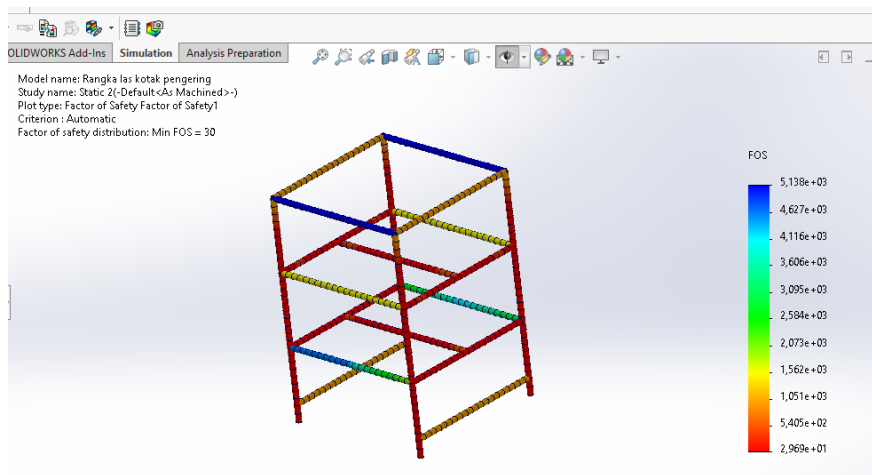 OLIDWORKS Add-Ins Simulation Analysis Preparation
Model name: Rangka las kotak pengering
Study name: Static 2(-Default<As Machined>-)
Plot type: Factor of Safety Factor of Safety1
Criterion : Automatic
Factor of safety distribution: Min FOS = 30
FOS
5,138e+03
4,627e+03
4,116e+03
3,606e+03
3,095e+03
2,584e+03
2,073e+03
1,562e+03
1,051e+03
5,405e+02
2,969e+01